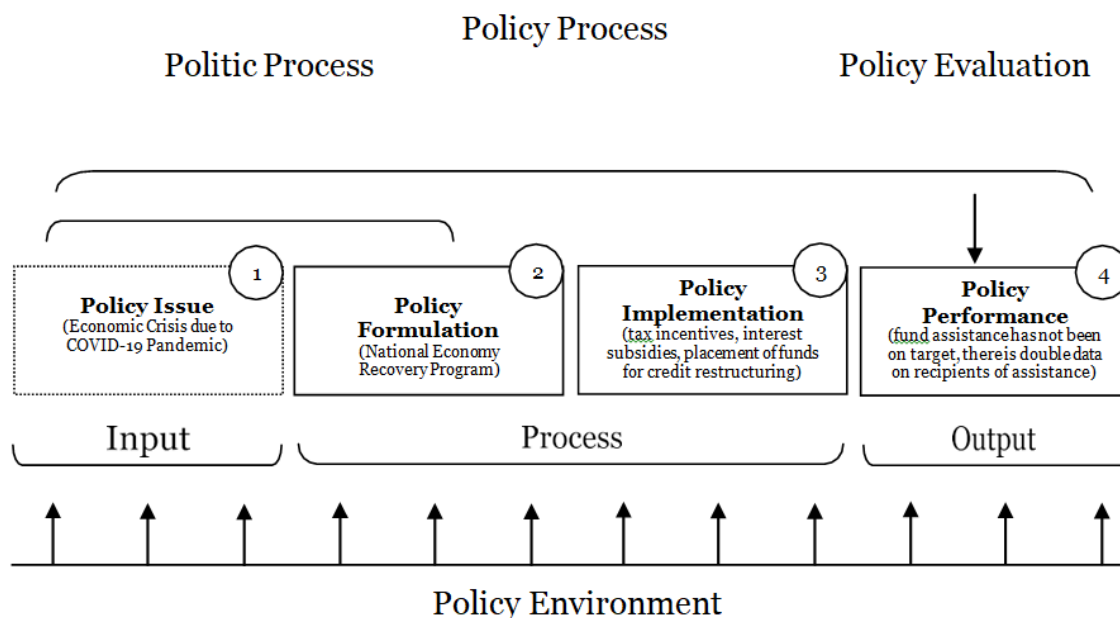 Policy Process
Politic Process
Policy Evaluation
1
Policy Issue
(Economic Crisis due to
COVID-19 Pandemic)
2
Policy
Formulation
(National Economy
Recovery Program)
3
Policy
Implementation
(tax incentives, interest
subsidies, placement of funds
for credit restructuring)
4
Policy
Performance
(fund assistance has not been
on target, there is double data
on recipients of assistance)
Input
Process
Output
Policy Environment